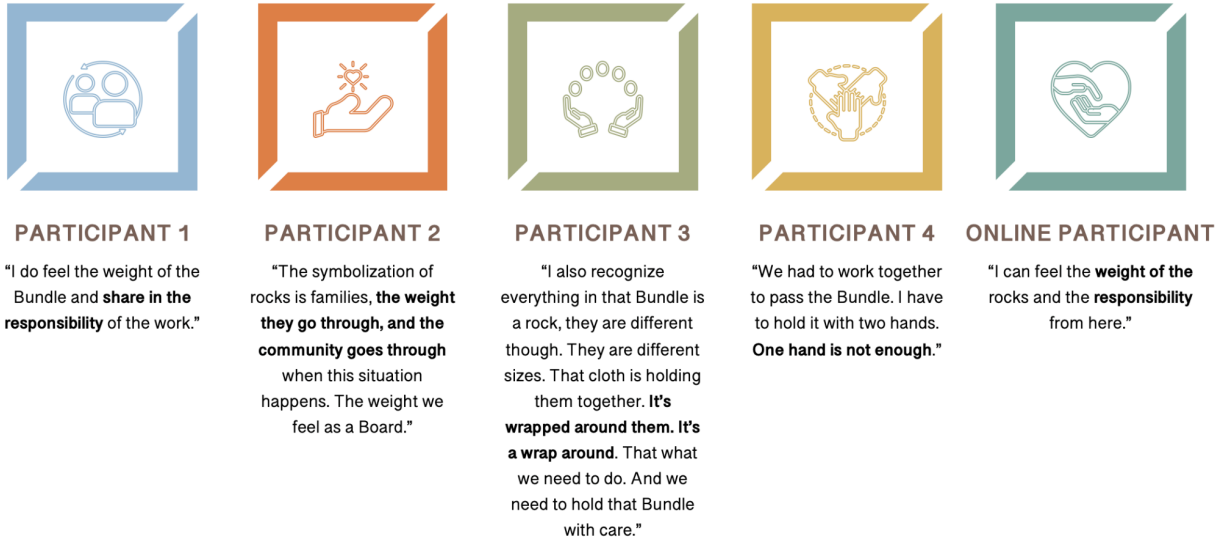 PARTICIPANT 1
“I do feel the weight of the
Bundle and share in the
responsibility of the work.”
PARTICIPANT 2
“The symbolization of
rocks is families, the weight
they go through, and the
community goes through
when this situation
happens. The weight we
feel as a Board.”
PARTICIPANT 3
“I also recognize
everything in that Bundle is
a rock, they are different
though. They are different
sizes. That cloth is holding
them together. It’s
wrapped around them. It’s
a wrap around. That what
we need to do. And we
need to hold that Bundle
with care.”
PARTICIPANT 4
“We had to work together
to pass the Bundle. I have
to hold it with two hands.
One hand is not enough.”
ONLINE PARTICIPANT
“I can feel the weight of the
rocks and the responsibility
from here.”